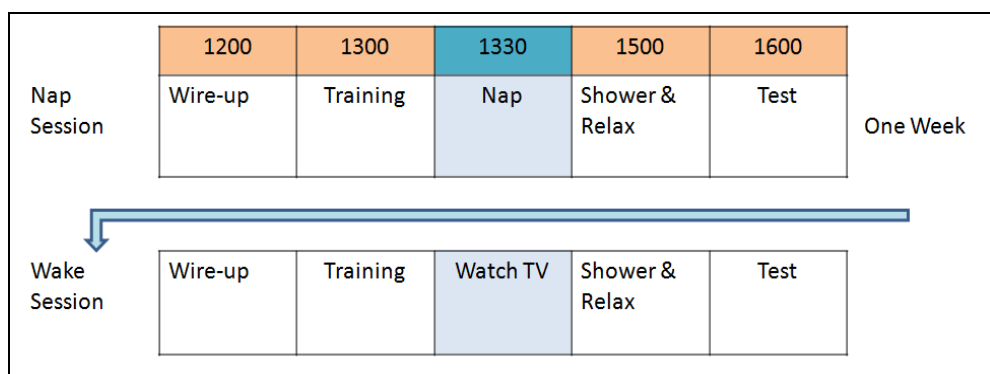 1200 1300 1330 1500 1600
Nap Wire-up Training Nap Shower & Test
Session Relax One Week
Wake Wire-up Training Watch TV Shower & Test
Session Relax